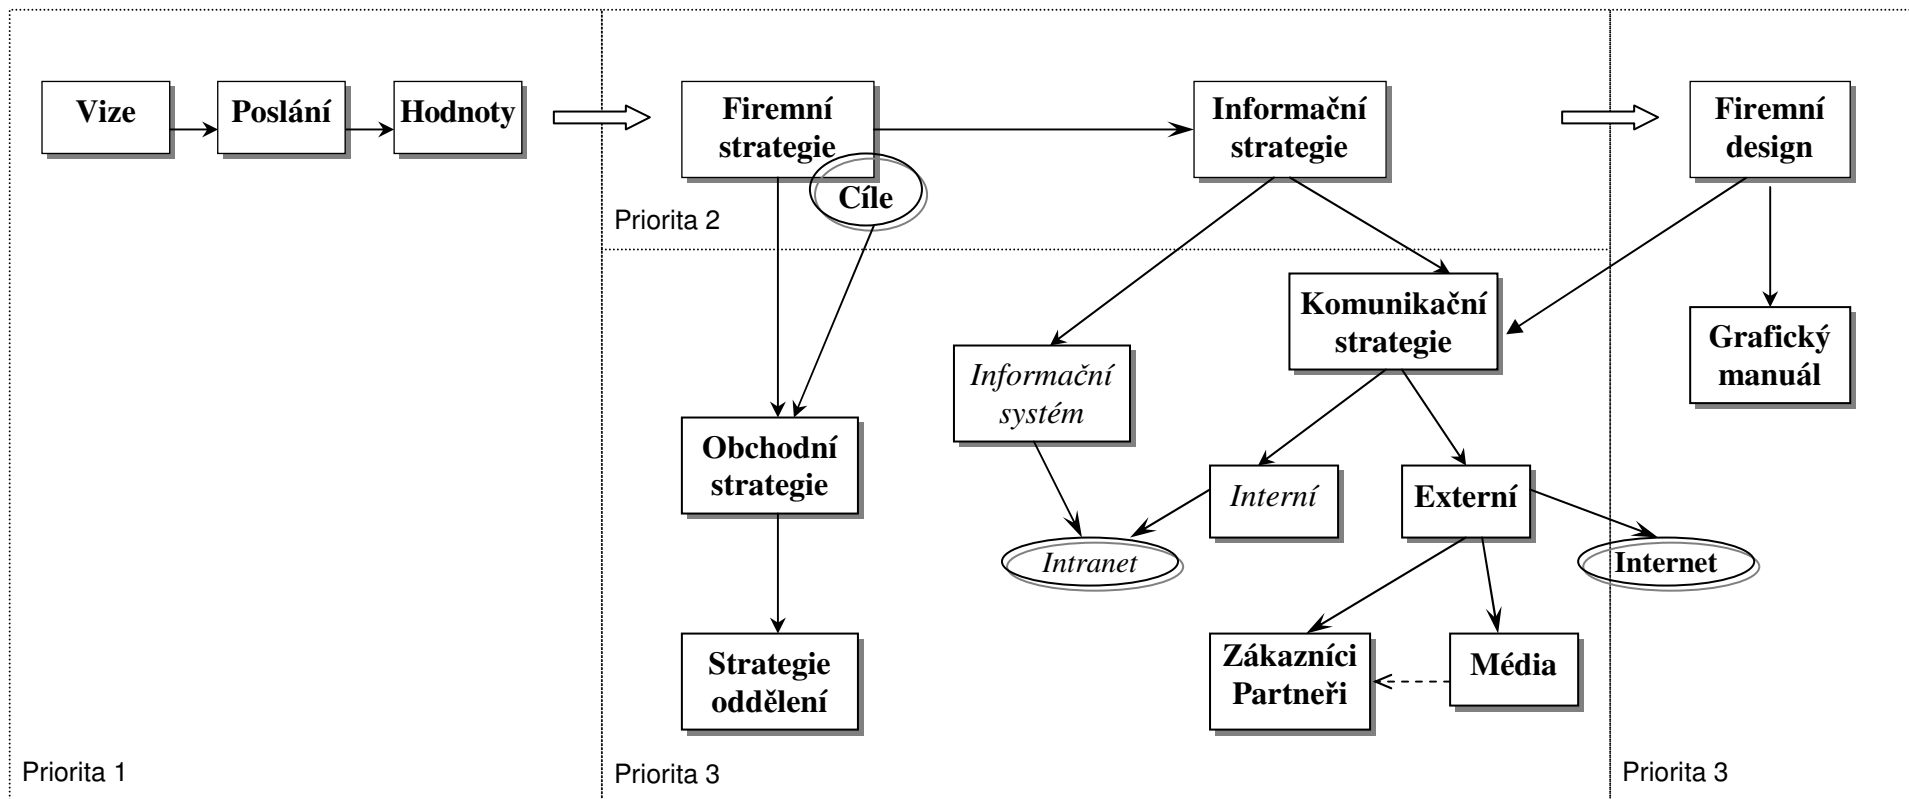 Vize
Poslání
Hodnoty
Firemní
strategie
Cíle
Informační
strategie
Firemní
design
Priorita 2
Komunikační
strategie
Grafický
manuál
Informační
systém
Obchodní
strategie
Interní
Externí
Intranet
Internet
Strategie
oddělení
Zákazníci
Partneři
Média
Priorita 1
Priorita 3
Priorita 3